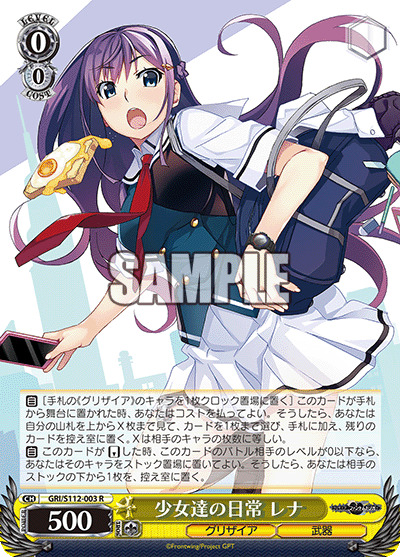 LEVEL
0
0
COST
SAMPLE
自 [手札の《グリザイア》のキャラを1枚クロック置場に置く] このカードが手
札から舞台に置かれた時、あなたはコストを払ってよい。そうしたら、あなたは
自分の山札を上からX枚まで見て、カードを1枚まで選び、手札に加え、残りの
カードを控え室に置く。Xは相手のキャラの枚数に等しい。
自 このカードが した時、このカードのバトル相手のレベルが0以下なら、
あなたはそのキャラをストック置場に置いてよい。そうしたら、あなたは相手の
ストックの下から1枚を、控え室に置く。
CH GRI/S112-003 R
POWER
500
SOUL
少女達の日常 レナ
グリザイア
武器
©Frontwing/Project GPT